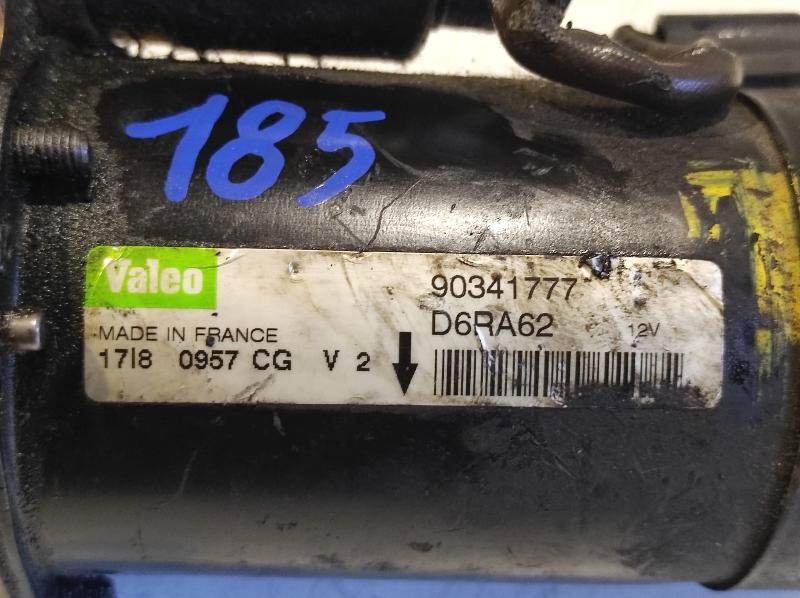 185
Valeo
90341777
D6RA62 12V
MADE IN FRANCE
17I8 0957 CG V 2